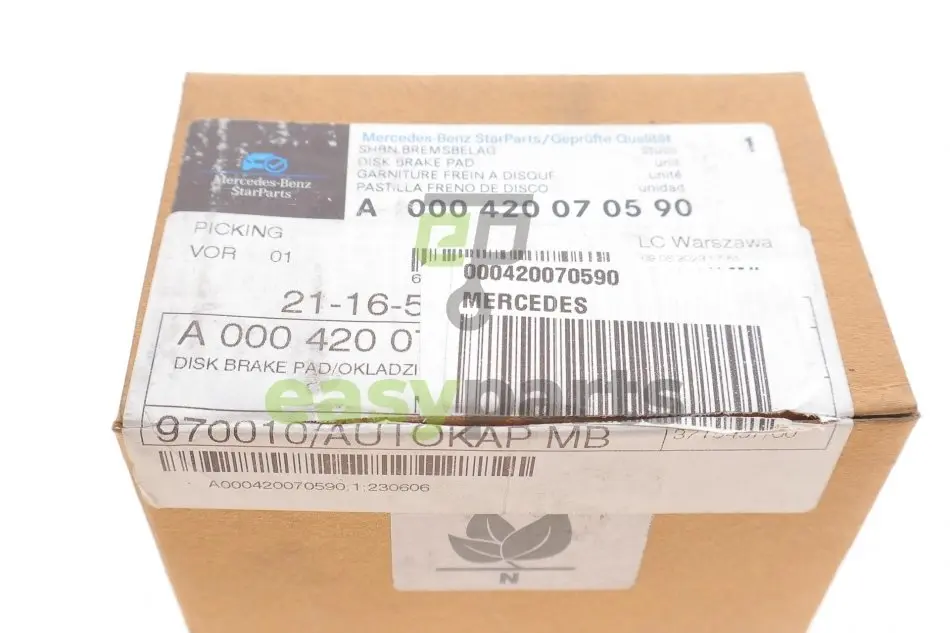 Mercedes-Benz StarParts/Geprüfte Qualität
1
SHBN.BREMSBELAG
DISK BRAKE PAD unit
GARNITURE FREIN A DISQUE unité
PASTILLA FRENO DE DISCO unidad
Mercedes-Benz
StarParts
A 000 420 07 05 90
PICKING
LC Warszawa
VOR 01
6
000420070590
MERCEDES
21-16-5
A 000 420 0
DISK BRAKE PAD/OKLADZI
easyparts
970010/AUTOKAP MB
A000420070590;1;230606
N